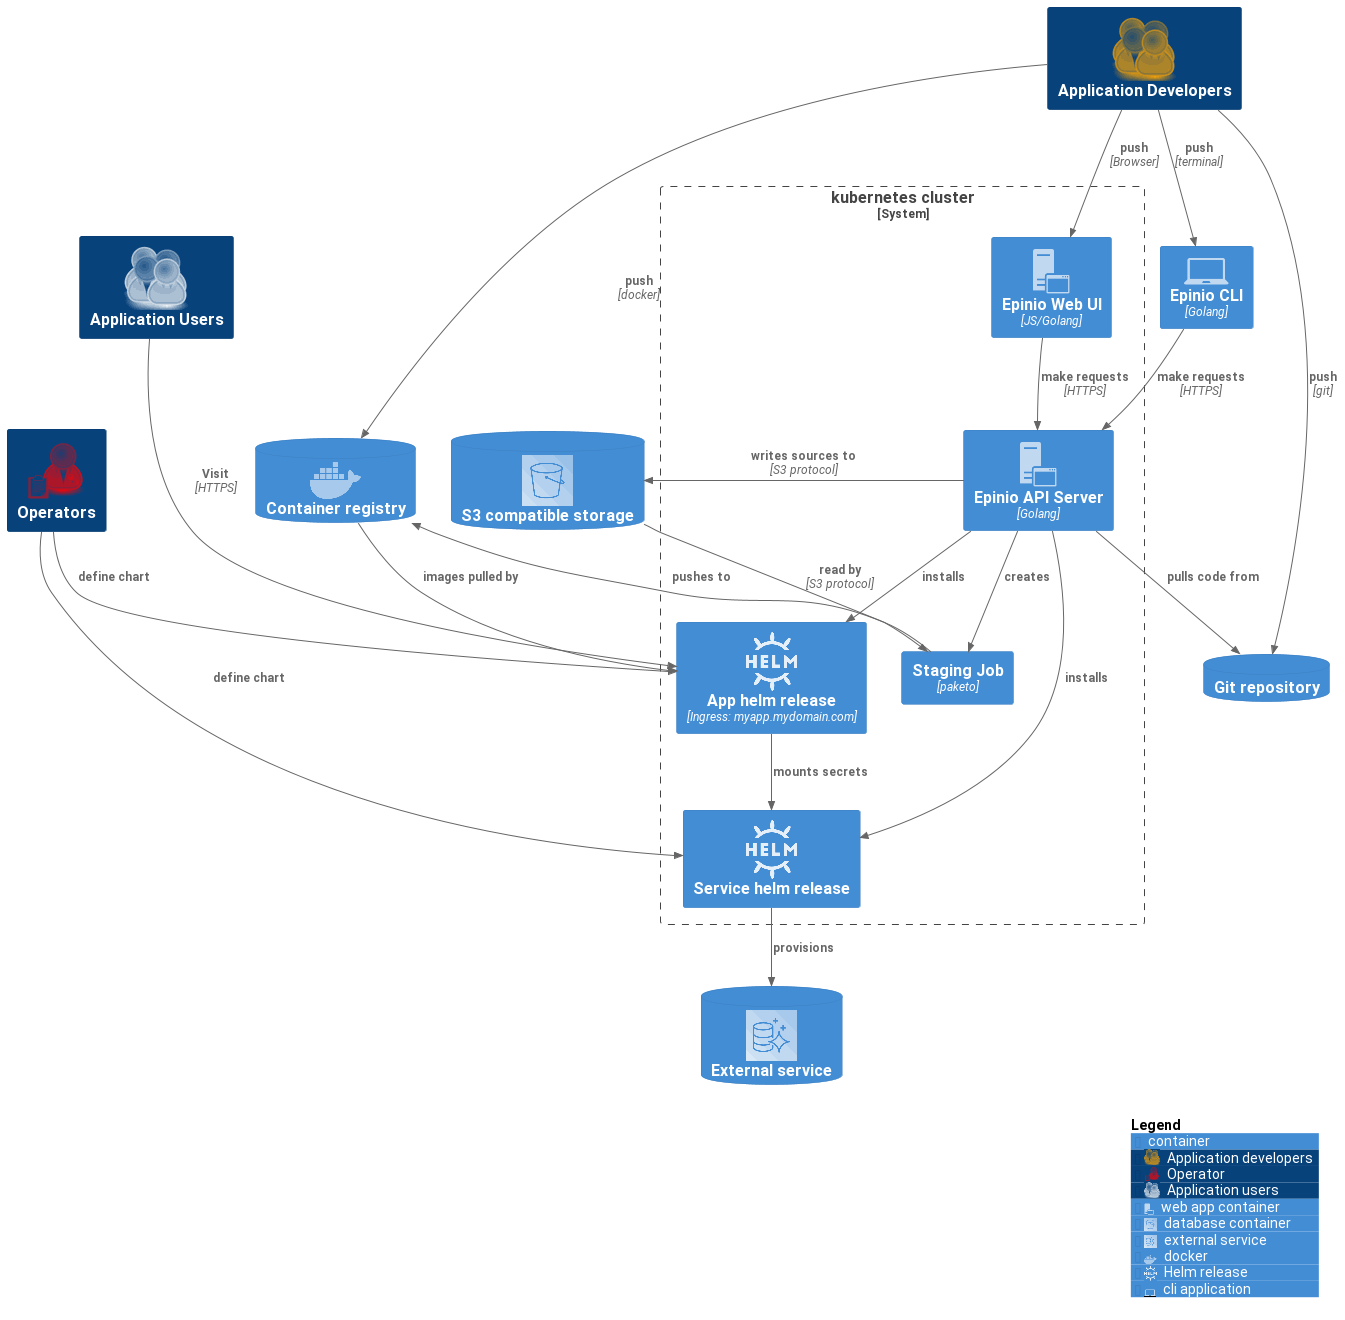 Application Developers
push
[Browser]
push
[terminal]
kubernetes cluster
[System]
Application Users
push
[docker]
Epinio Web UI
[JS/Golang]
Epinio CLI
[Golang]
make requests
[HTTPS]
make requests
[HTTPS]
push
[git]
Operators
Visit
[HTTPS]
Container registry
S3 compatible storage
writes sources to
[S3 protocol]
Epinio API Server
[Golang]
define chart
images pulled by
pushes to
read by
[S3 protocol]
installs
creates
pulls code from
define chart
HELM
App helm release
[Ingress: myapp.mydomain.com]
Staging Job
[paketo]
installs
Git repository
mounts secrets
HELM
Service helm release
provisions
External service
Legend
container
Application developers
Operator
Application users
web app container
database container
external service
docker
Helm release
cli application